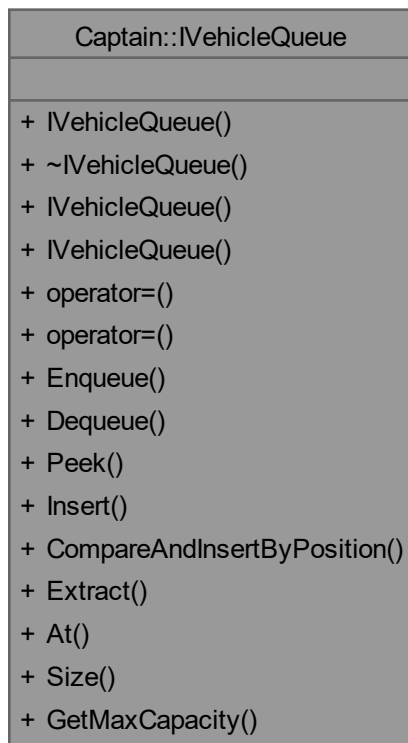 Captain::IVehicleQueue
+ IVehicleQueue()
+ ~IVehicleQueue()
+ IVehicleQueue()
+ IVehicleQueue()
+ operator=()
+ operator=()
+ Enqueue()
+ Dequeue()
+ Peek()
+ Insert()
+ CompareAndInsertByPosition()
+ Extract()
+ At()
+ Size()
+ GetMaxCapacity()